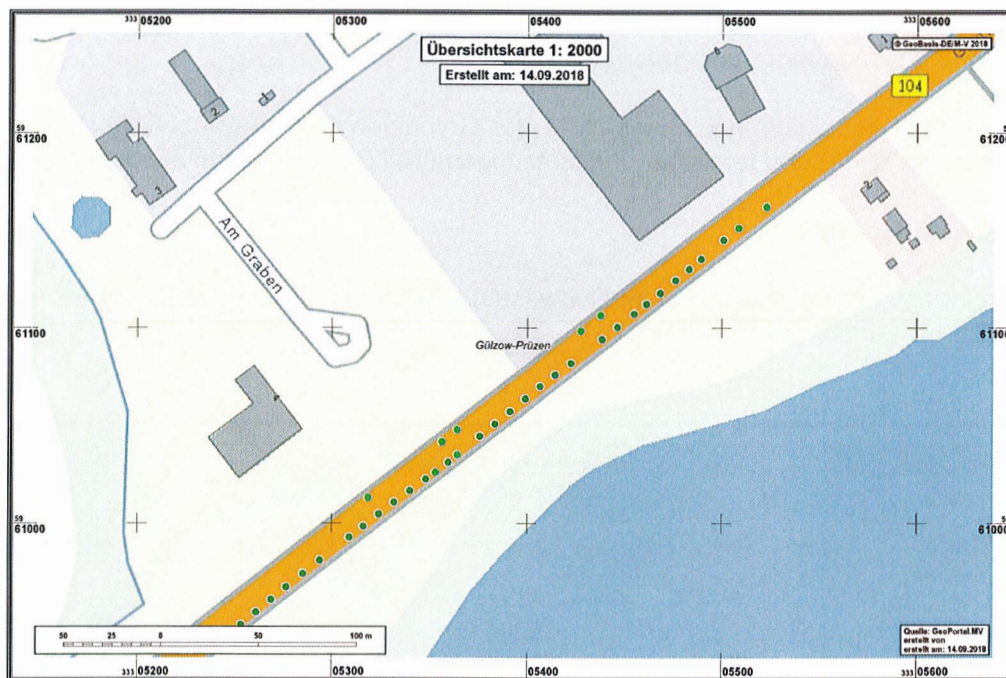 333 05200
05300
05400
05500
333 05600
Übersichtskarte 1: 2000
Erstellt am: 14.09.2018
© GeoBasis-DE/M-V 2018
104
59
61200
59
61200
2
3
6
2
Am Graben
61100
61100
Gülzow-Prüzen
4
59
61000
59
61000
50 25 0 50 100 m
Quelle: GeoPortal.MV
erstellt von
erstellt am: 14.09.2018
333 05200
05300
05400
05500
333 05600